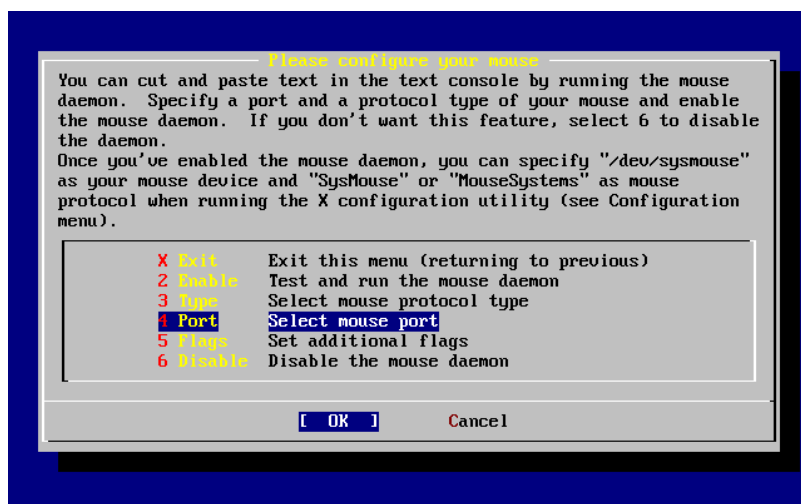 Please configure your mouse
You can cut and paste text in the text console by running the mouse
daemon.  Specify a port and a protocol type of your mouse and enable
the mouse daemon.  If you don't want this feature, select 6 to disable
the daemon.
Once you've enabled the mouse daemon, you can specify "/dev/sysmouse"
as your mouse device and "SysMouse" or "MouseSystems" as mouse
protocol when running the X configuration utility (see Configuration
menu).
X Exit Exit this menu (returning to previous)
2 Enable Test and run the mouse daemon
3 Type Select mouse protocol type
4 Port Select mouse port
5 Flags Set additional flags
6 Disable Disable the mouse daemon
[ OK ] Cancel